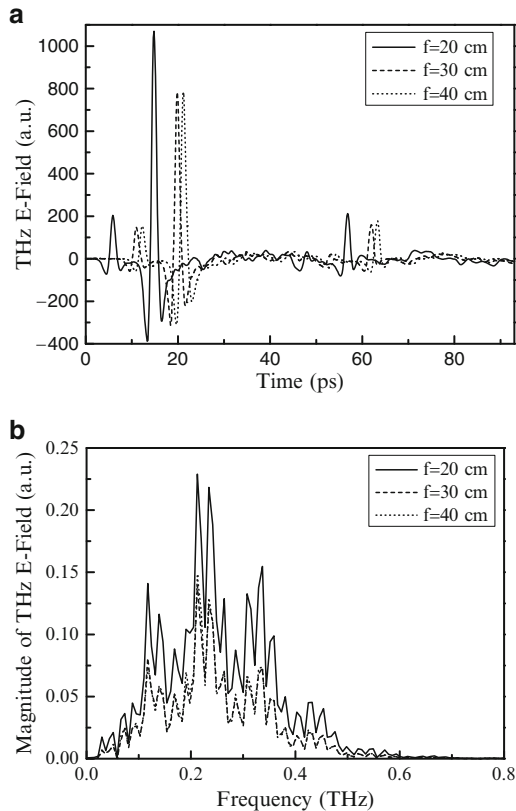 a
1000
800
600
400
200
0
−200
−400
THz E-Field (a.u.)
f=20 cm
f=30 cm
f=40 cm
0
20
40
60
80
Time (ps)
b
0.25
0.20
0.15
0.10
0.05
0.00
Magnitude of THz E-Field (a.u.)
f=20 cm
f=30 cm
f=40 cm
0.0
0.2
0.4
0.6
0.8
Frequency (THz)